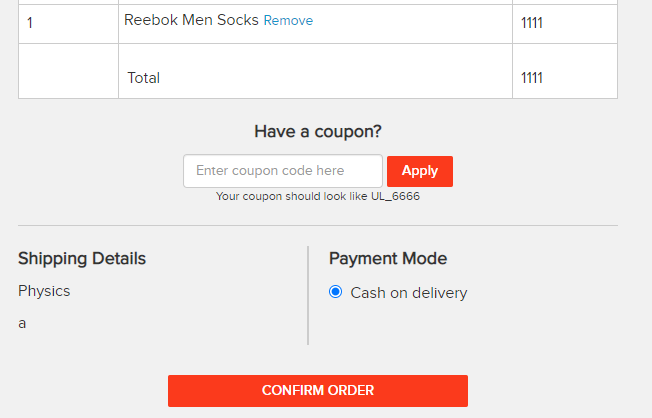 1 Reebok Men Socks Remove 1111
Total 1111
Have a coupon?
Enter coupon code here Apply
Your coupon should look like UL_6666
Shipping Details Payment Mode
Physics Cash on delivery
a
CONFIRM ORDER